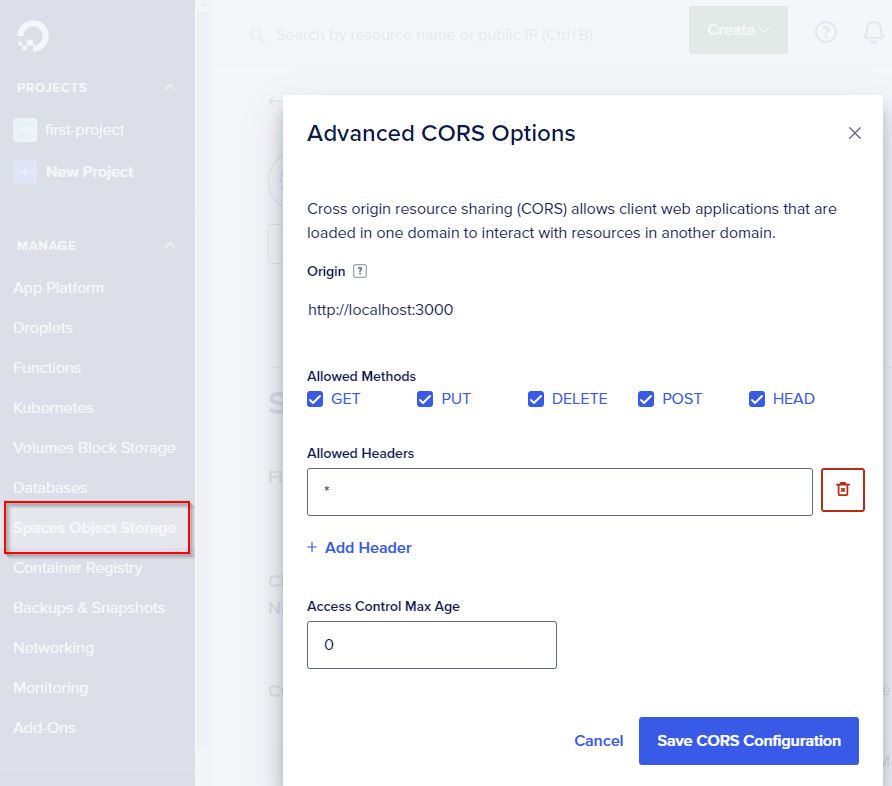 Search by resource name or public IP (Ctrl+B)
Create
?
PROJECTS
first-project
+ New Project
MANAGE
App Platform
Droplets
Functions
Kubernetes
Volumes Block Storage
Databases
Spaces Object Storage
Container Registry
Backups & Snapshots
Networking
Monitoring
Add-Ons
Advanced CORS Options
Cross origin resource sharing (CORS) allows client web applications that are
loaded in one domain to interact with resources in another domain.
Origin ?
http://localhost:3000
Allowed Methods
GET PUT DELETE POST HEAD
Allowed Headers
*
+ Add Header
Access Control Max Age
0
Cancel Save CORS Configuration